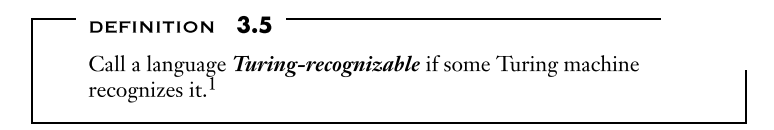 DEFINITION 3.5
Call a language Turing-recognizable if some Turing machine
recognizes it.1